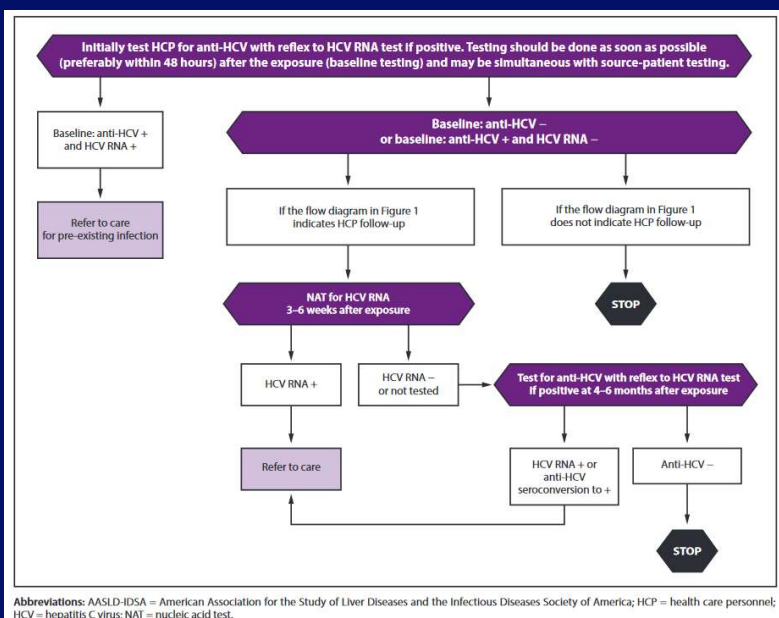 Initially test HCP for anti-HCV with reflex to HCV RNA test if positive. Testing should be done as soon as possible
(preferably within 48 hours) after the exposure (baseline testing) and may be simultaneous with source-patient testing.
Baseline: anti-HCV +
and HCV RNA +
Baseline: anti-HCV –
or baseline: anti-HCV + and HCV RNA –
Refer to care
for pre-existing infection
If the flow diagram in Figure 1
indicates HCP follow-up
If the flow diagram in Figure 1
does not indicate HCP follow-up
NAT for HCV RNA
3–6 weeks after exposure
STOP
HCV RNA +
HCV RNA –
or not tested
Test for anti-HCV with reflex to HCV RNA test
if positive at 4–6 months after exposure
Refer to care
HCV RNA + or
anti-HCV
seroconversion to +
Anti-HCV –
STOP
Abbreviations: AASLD-IDSA = American Association for the Study of Liver Diseases and the Infectious Diseases Society of America; HCP = health care personnel;
HCV = hepatitis C virus; NAT = nucleic acid test.